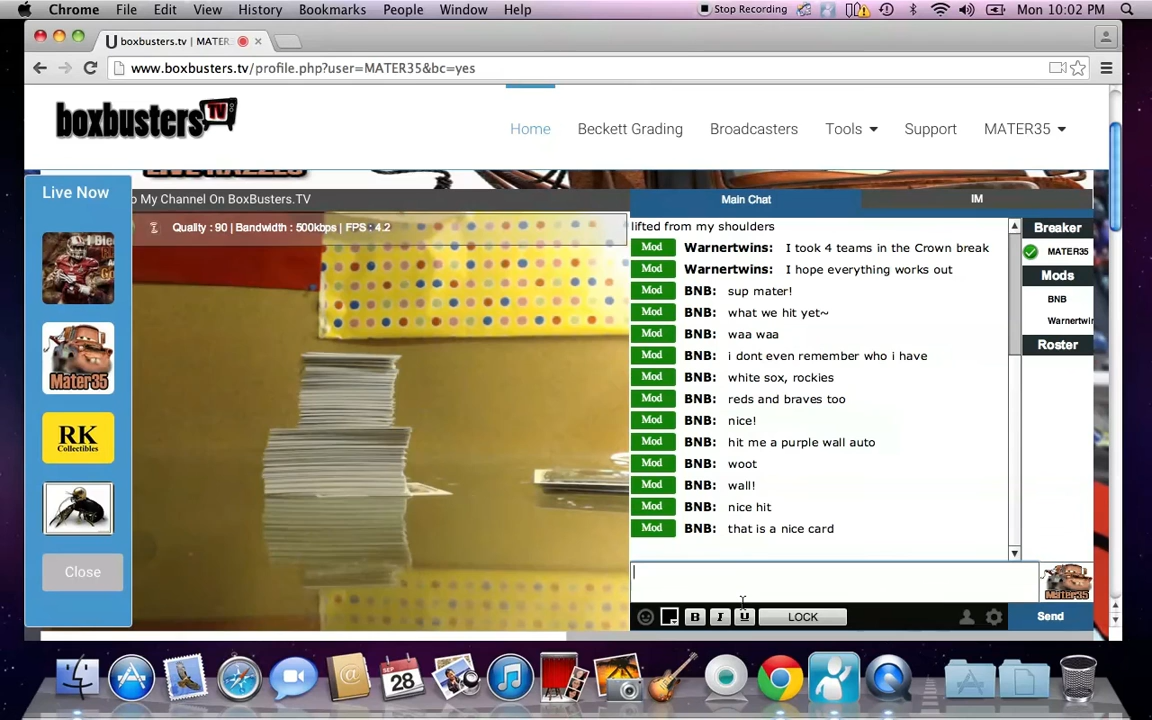 Chrome File Edit View History Bookmarks People Window Help Stop Recording Mon 10:02 PM
boxbusters.tv | MATER
www.boxbusters.tv/profile.php?user=MATER35&bc=yes
boxbusters TV
Home Beckett Grading Broadcasters Tools Support MATER35
LIVE RAZZLES
Live Now
o My Channel On BoxBusters.TV
Main Chat IM
Quality : 90 | Bandwidth : 500kbps | FPS : 4.2
lifted from my shoulders
Mod Warnertwins: I took 4 teams in the Crown break
Mod Warnertwins: I hope everything works out
Mod BNB: sup mater!
Mod BNB: what we hit yet~
Mod BNB: waa waa
Mod BNB: i dont even remember who i have
Mod BNB: white sox, rockies
Mod BNB: reds and braves too
Mod BNB: nice!
Mod BNB: hit me a purple wall auto
Mod BNB: woot
Mod BNB: wall!
Mod BNB: nice hit
Mod BNB: that is a nice card
Breaker
MATER35
Mods
BNB
Warnertwin
Roster
Mater35
RK
Collectibles
Close
Mater35
B I U LOCK Send
SEP
28